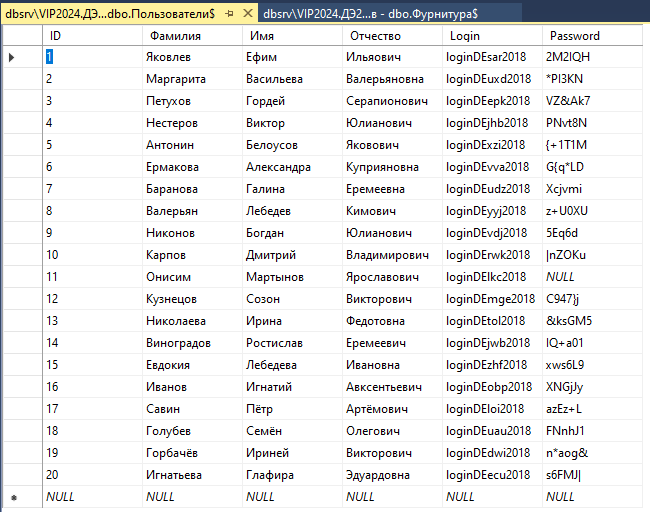 dbsrv\VIP2024.ДЭ...dbo.Пользователи$ dbsrv\VIP2024.ДЭ2...в - dbo.Фурнитура$
ID Фамилия Имя Отчество Login Password
1 Яковлев Ефим Ильявич loginDEsar2018 2M2IQH
2 Маргарита Васильева Валерьяновна loginDEuxd2018 *PI3KN
3 Петухов Гордей Серапионович loginDEepk2018 VZ&Ak7
4 Нестеров Виктор Юлианович loginDEjhb2018 PNvt8N
5 Антонин Белоусов Яковович loginDExzi2018 {+1T1M
6 Ермакова Александра Куприяновна loginDEvva2018 G{q*LD
7 Баранова Галина Еремеевна loginDEudz2018 Xcjvmi
8 Валерьян Лебедев Кимович loginDEyyj2018 z+U0XU
9 Никонов Богдан Юлианович loginDEvdj2018 5Eq6d
10 Карпов Дмитрий Владимирович loginDErwk2018 |nZOKu
11 Онисим Мартынов Ярославович loginDElkc2018 NULL
12 Кузнецов Созон Викторович loginDEmge2018 C947}j
13 Николаева Ирина Федотовна loginDEtol2018 &ksGM5
14 Виноградов Ростислав Еремеевич loginDEjwb2018 IQ+a01
15 Евдокия Лебедева Ивановна loginDEzhf2018 xws6L9
16 Иванов Игнатий Авксентьевич loginDEobp2018 XNGjJy
17 Савин Пётр Артёмович loginDEloi2018 azEz+L
18 Голубев Семён Олегович loginDEuau2018 FNnhJ1
19 Горбачёв Ириней Викторович loginDEdwi2018 n*aog&
20 Игнатьева Глафира Эдуардовна loginDEecu2018 s6FMJ|
NULL NULL NULL NULL NULL NULL